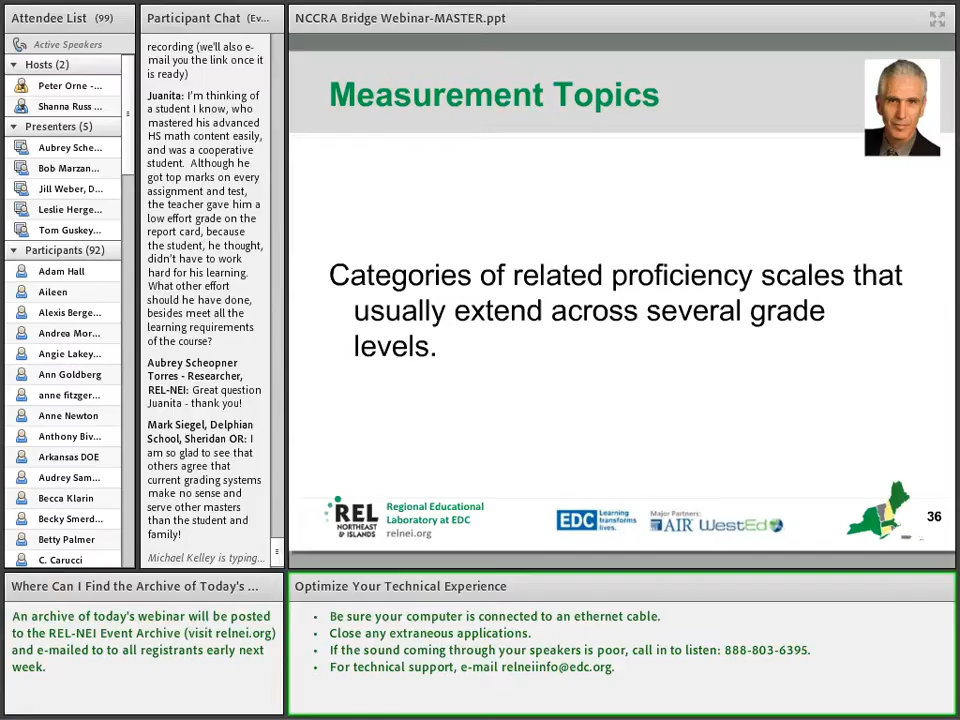 Attendee List (99)
Active Speakers
Hosts (2)
Peter Orne -...
Shanna Russ ...
Presenters (5)
Aubrey Sche...
Bob Marzan...
Jill Weber, D...
Leslie Herge...
Tom Guskey...
Participants (92)
Adam Hall
Aileen
Alexis Berge...
Andrea Mor...
Angie Lakey...
Ann Goldberg
anne fitzger...
Anne Newton
Anthony Biv...
Arkansas DOE
Audrey Sam...
Becca Klarin
Becky Smerd...
Betty Palmer
C. Carucci
Participant Chat (Ev...
recording (we'll also e-
mail you the link once it
is ready)
Juanita: I'm thinking of
a student I know, who
mastered his advanced
HS math content easily,
and was a cooperative
student. Although he
got top marks on every
assignment and test,
the teacher gave him a
low effort grade on the
report card, because
the student, he thought,
didn't have to work
hard for his learning.
What other effort
should he have done,
besides meet all the
learning requirements
of the course?
Aubrey Scheopner
Torres - Researcher,
REL-NEI: Great question
Juanita - thank you!
Mark Siegel, Delphian
School, Sheridan OR: I
am so glad to see that
others agree that
current grading systems
make no sense and
serve other masters
than the student and
family!
Michael Kelley is typing...
NCCRA Bridge Webinar-MASTER.ppt
Measurement Topics
Categories of related proficiency scales that
usually extend across several grade
levels.
REL
NORTHEAST
& ISLANDS
Regional Educational
Laboratory at EDC
relnei.org
EDC
Learning
transforms
lives.
Major Partners:
AIR WestEd
36
Where Can I Find the Archive of Today's ...
An archive of today's webinar will be posted
to the REL-NEI Event Archive (visit relnei.org)
and e-mailed to to all registrants early next
week.
Optimize Your Technical Experience
• Be sure your computer is connected to an ethernet cable.
• Close any extraneous applications.
• If the sound coming through your speakers is poor, call in to listen: 888-803-6395.
• For technical support, e-mail relneiinfo@edc.org.